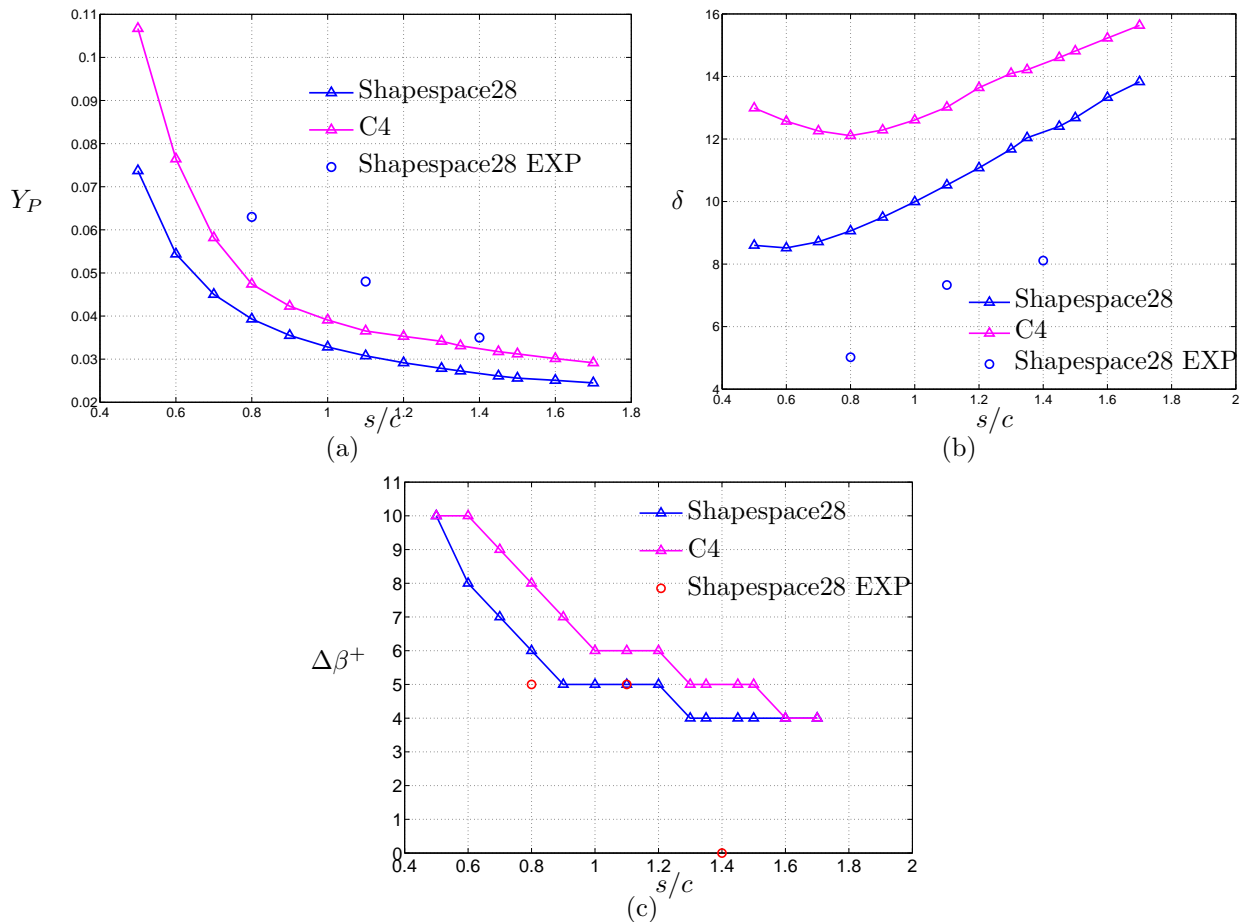 0.11
0.1
0.09
0.08
0.07
0.06
0.05
0.04
0.03
0.02
Y_P
Shapespace28
C4
Shapespace28 EXP
0.4 0.6 0.8 1 1.2 1.4 1.6 1.8
s/c
(a)
16
14
12
10
8
6
4
δ
Shapespace28
C4
Shapespace28 EXP
0.4 0.6 0.8 1 1.2 1.4 1.6 1.8 2
s/c
(b)
11
10
9
8
7
6
5
4
3
2
1
0
Δβ⁺
Shapespace28
C4
Shapespace28 EXP
0.4 0.6 0.8 1 1.2 1.4 1.6 1.8 2
s/c
(c)